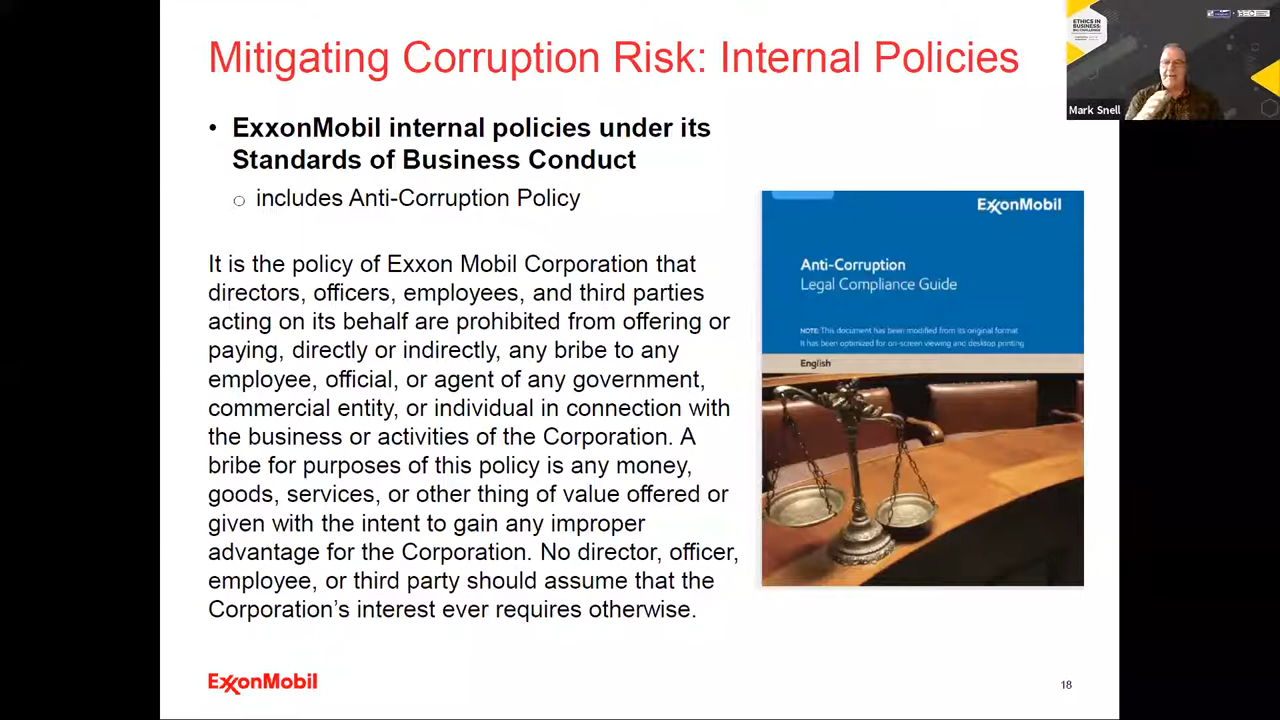 Mitigating Corruption Risk: Internal Policies
ETHICS IN
BUSINESS:
Mark Snell
• ExxonMobil internal policies under its
Standards of Business Conduct
○ includes Anti-Corruption Policy
It is the policy of Exxon Mobil Corporation that
directors, officers, employees, and third parties
acting on its behalf are prohibited from offering or
paying, directly or indirectly, any bribe to any
employee, official, or agent of any government,
commercial entity, or individual in connection with
the business or activities of the Corporation. A
bribe for purposes of this policy is any money,
goods, services, or other thing of value offered or
given with the intent to gain any improper
advantage for the Corporation. No director, officer,
employee, or third party should assume that the
Corporation’s interest ever requires otherwise.
ExxonMobil
Anti-Corruption
Legal Compliance Guide
NOTE: This document has been modified from its original format
It has been optimized for on-screen viewing and desktop printing
English
ExxonMobil
18